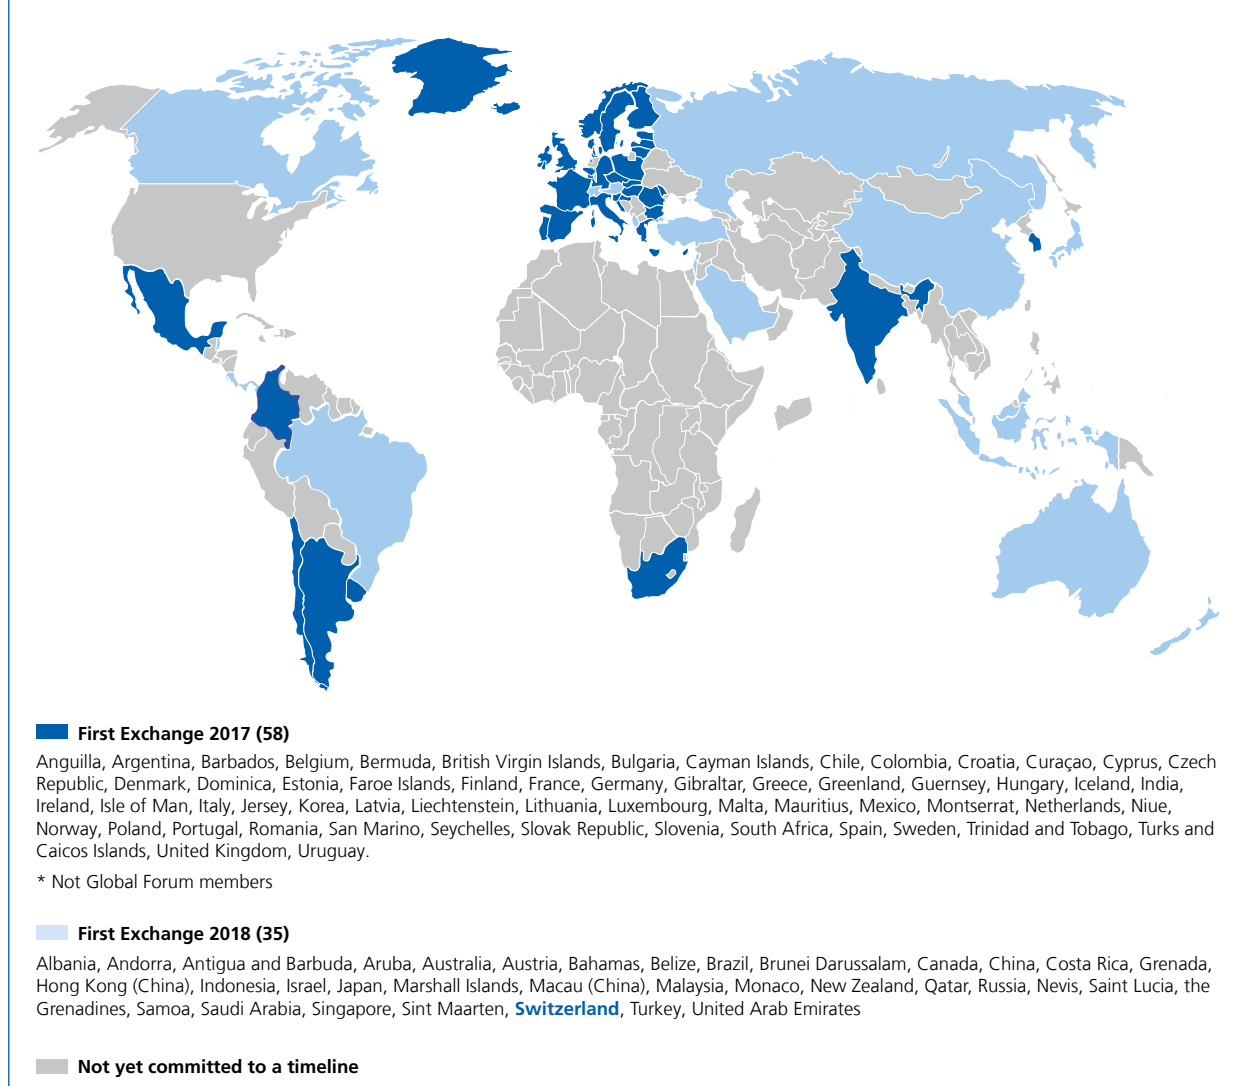 First Exchange 2017 (58)
Anguilla, Argentina, Barbados, Belgium, Bermuda, British Virgin Islands, Bulgaria, Cayman Islands, Chile, Colombia, Croatia, Curaçao, Cyprus, Czech
Republic, Denmark, Dominica, Estonia, Faroe Islands, Finland, France, Germany, Gibraltar, Greece, Greenland, Guernsey, Hungary, Iceland, India,
Ireland, Isle of Man, Italy, Jersey, Korea, Latvia, Liechtenstein, Lithuania, Luxembourg, Malta, Mauritius, Mexico, Montserrat, Netherlands, Niue,
Norway, Poland, Portugal, Romania, San Marino, Seychelles, Slovak Republic, Slovenia, South Africa, Spain, Sweden, Trinidad and Tobago, Turks and
Caicos Islands, United Kingdom, Uruguay.
* Not Global Forum members
First Exchange 2018 (35)
Albania, Andorra, Antigua and Barbuda, Aruba, Australia, Austria, Bahamas, Belize, Brazil, Brunei Darussalam, Canada, China, Costa Rica, Grenada,
Hong Kong (China), Indonesia, Israel, Japan, Marshall Islands, Macau (China), Malaysia, Monaco, New Zealand, Qatar, Russia, Nevis, Saint Lucia, the
Grenadines, Samoa, Saudi Arabia, Singapore, Sint Maarten, Switzerland, Turkey, United Arab Emirates
Not yet committed to a timeline